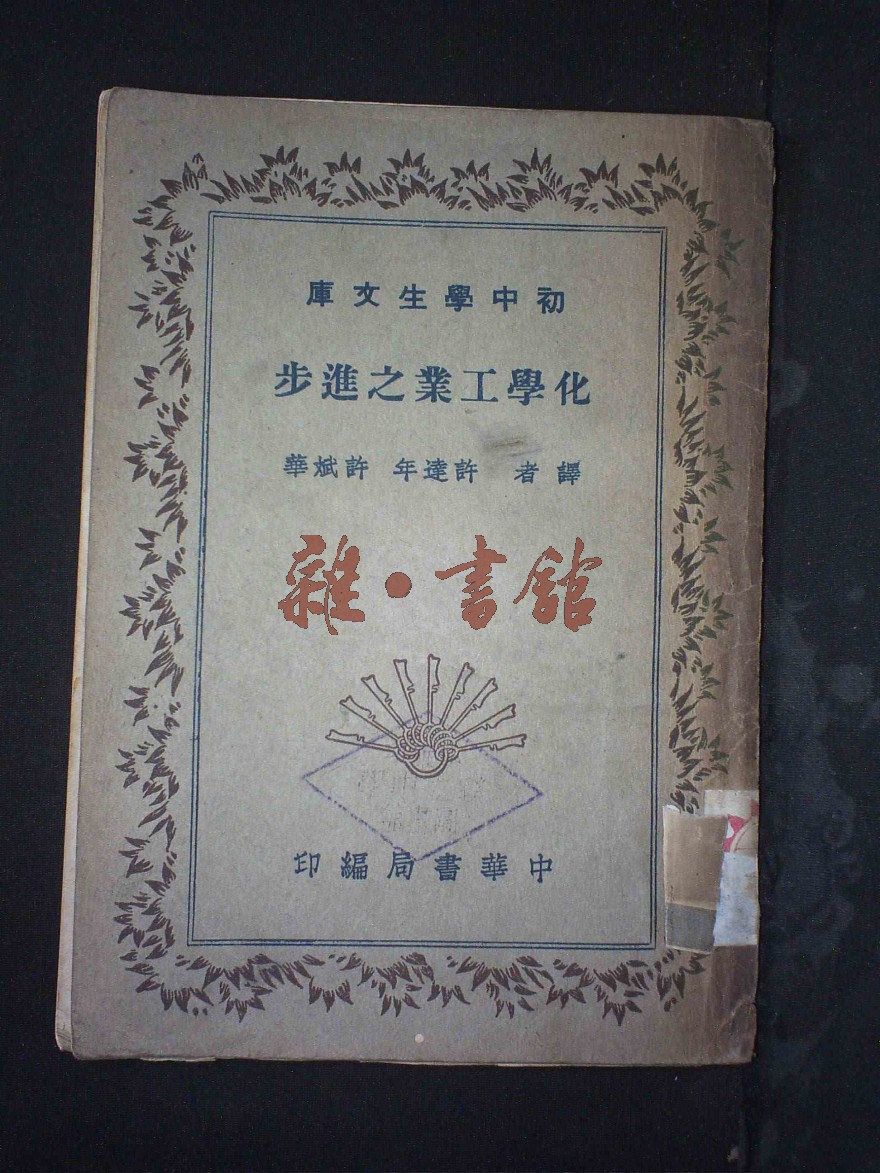 初中學生文庫
化學工業之進步
譯者 許達年 許斌華
雜·書館
中華書局編印